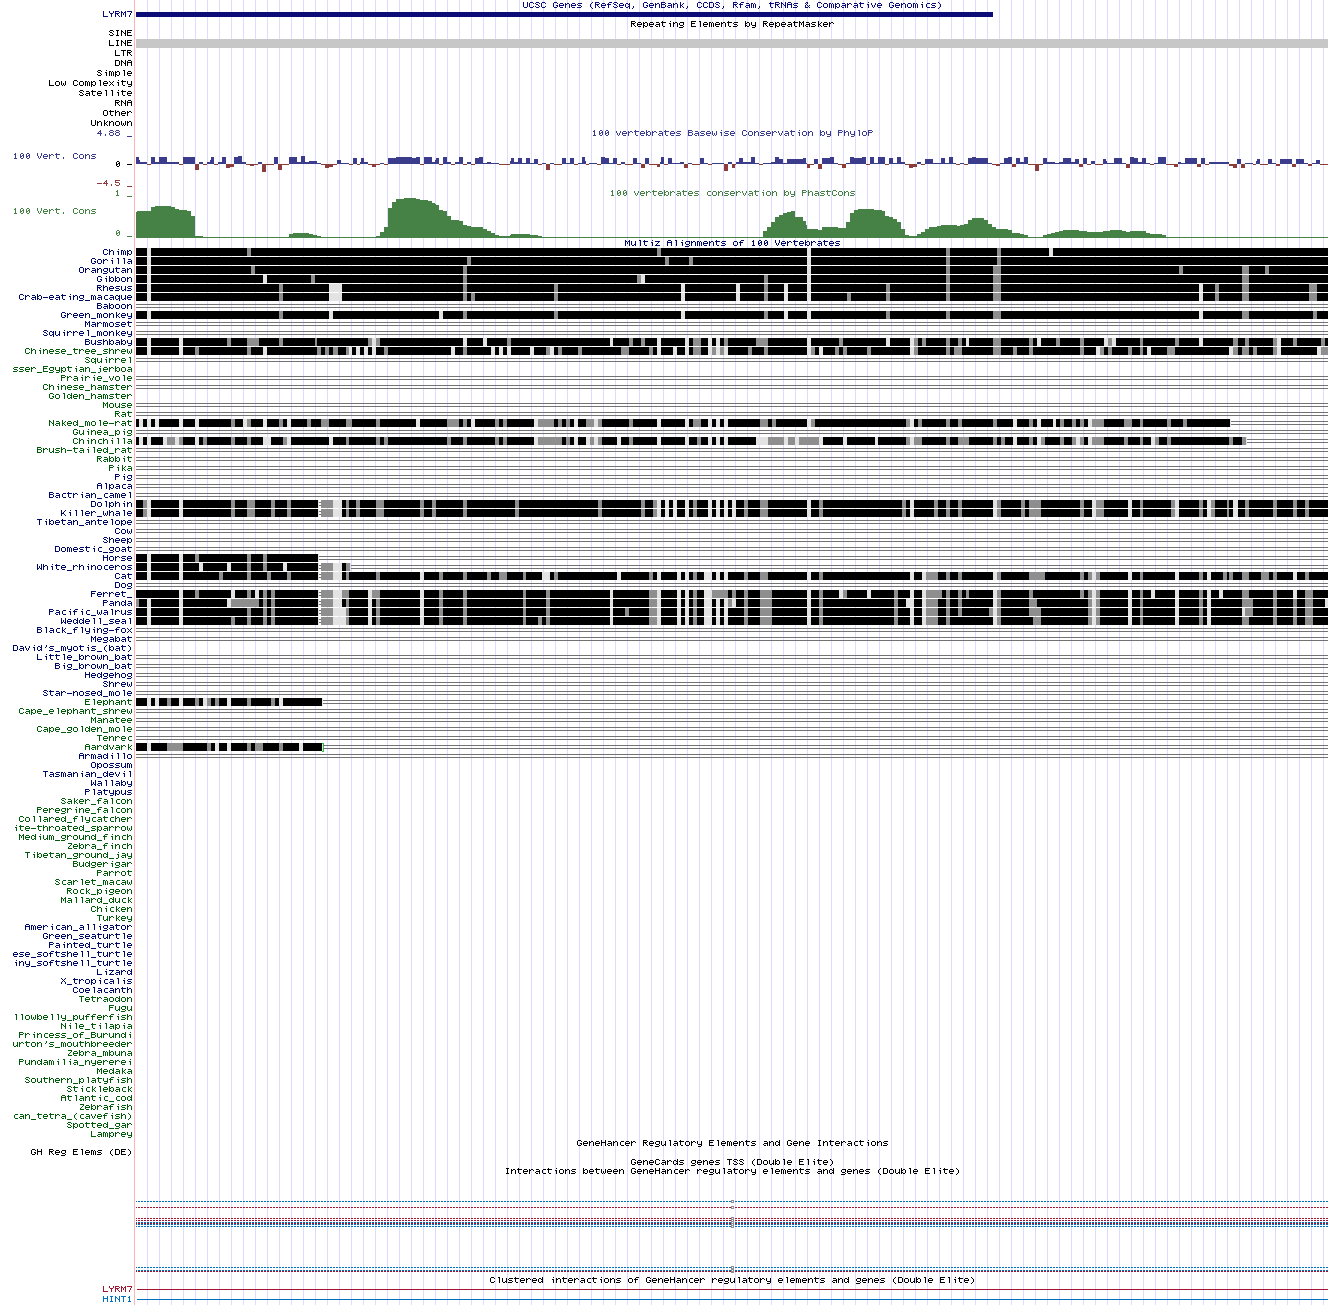 UCSC Genes (RefSeq, GenBank, CCDS, Rfam, tRNAs & Comparative Genomics)
LYRM7
Repeating Elements by RepeatMasker
SINE
LINE
LTR
DNA
Simple
Low Complexity
Satellite
RNA
Other
Unknown
4.88 _
100 vertebrates Basewise Conservation by PhyloP
100 Vert. Cons
0 _
-4.5 _
1 _
100 vertebrates conservation by PhastCons
100 Vert. Cons
0 _
Multiz Alignments of 100 Vertebrates
Chimp
Gorilla
Orangutan
Gibbon
Rhesus
Crab-eating_macaque
Baboon
Green_monkey
Marmoset
Squirrel_monkey
Bushbaby
Chinese_tree_shrew
Squirrel
sser_Egyptian_jerboa
Prairie_vole
Chinese_hamster
Golden_hamster
Mouse
Rat
Naked_mole-rat
Guinea_pig
Chinchilla
Brush-tailed_rat
Rabbit
Pika
Pig
Alpaca
Bactrian_camel
Dolphin
Killer_whale
Tibetan_antelope
Cow
Sheep
Domestic_goat
Horse
White_rhinoceros
Cat
Dog
Ferret_
Panda
Pacific_walrus
Weddell_seal
Black_flying-fox
Megabat
David's_myotis_(bat)
Little_brown_bat
Big_brown_bat
Hedgehog
Shrew
Star-nosed_mole
Elephant
Cape_elephant_shrew
Manatee
Cape_golden_mole
Tenrec
Aardvark
Armadillo
Opossum
Tasmanian_devil
Wallaby
Platypus
Saker_falcon
Peregrine_falcon
Collared_flycatcher
ite-throated_sparrow
Medium_ground_finch
Zebra_finch
Tibetan_ground_jay
Budgerigar
Parrot
Scarlet_macaw
Rock_pigeon
Mallard_duck
Chicken
Turkey
American_alligator
Green_seaturtle
Painted_turtle
ese_softshell_turtle
iny_softshell_turtle
Lizard
X_tropicalis
Coelacanth
Tetraodon
Fugu
llowbelly_pufferfish
Nile_tilapia
Princess_of_Burundi
urton's_mouthbreeder
Zebra_mbuna
Pundamilia_nyererei
Medaka
Southern_platyfish
Stickleback
Atlantic_cod
Zebrafish
can_tetra_(cavefish)
Spotted_gar
Lamprey
GeneHancer Regulatory Elements and Gene Interactions
GH Reg Elems (DE)
GeneCards genes TSS (Double Elite)
Interactions between GeneHancer regulatory elements and genes (Double Elite)
Clustered interactions of GeneHancer regulatory elements and genes (Double Elite)
LYRM7
HINT1